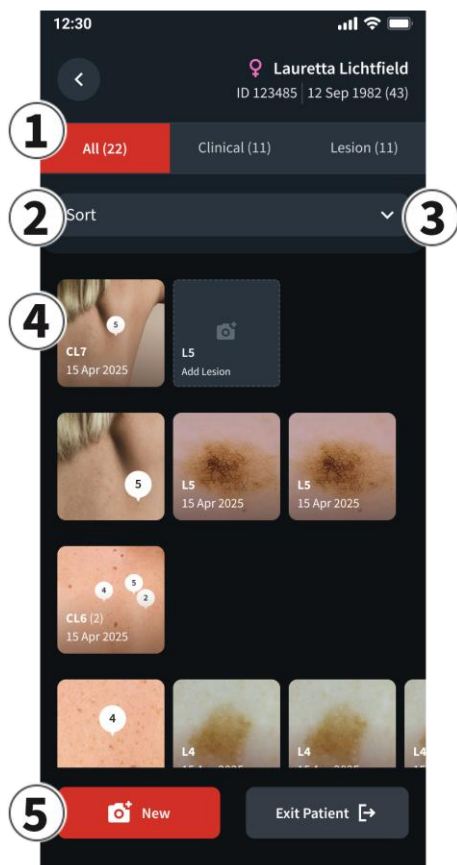 12:30
Lauretta Lichtfield
ID 123485 | 12 Sep 1982 (43)
1
All (22) Clinical (11) Lesion (11)
2 Sort 3
4
5
CL7
15 Apr 2025
L5
Add Lesion
5
L5
15 Apr 2025
L5
15 Apr 2025
4 5 2
CL6 (2)
15 Apr 2025
4
L4
L4
L4
5 New Exit Patient